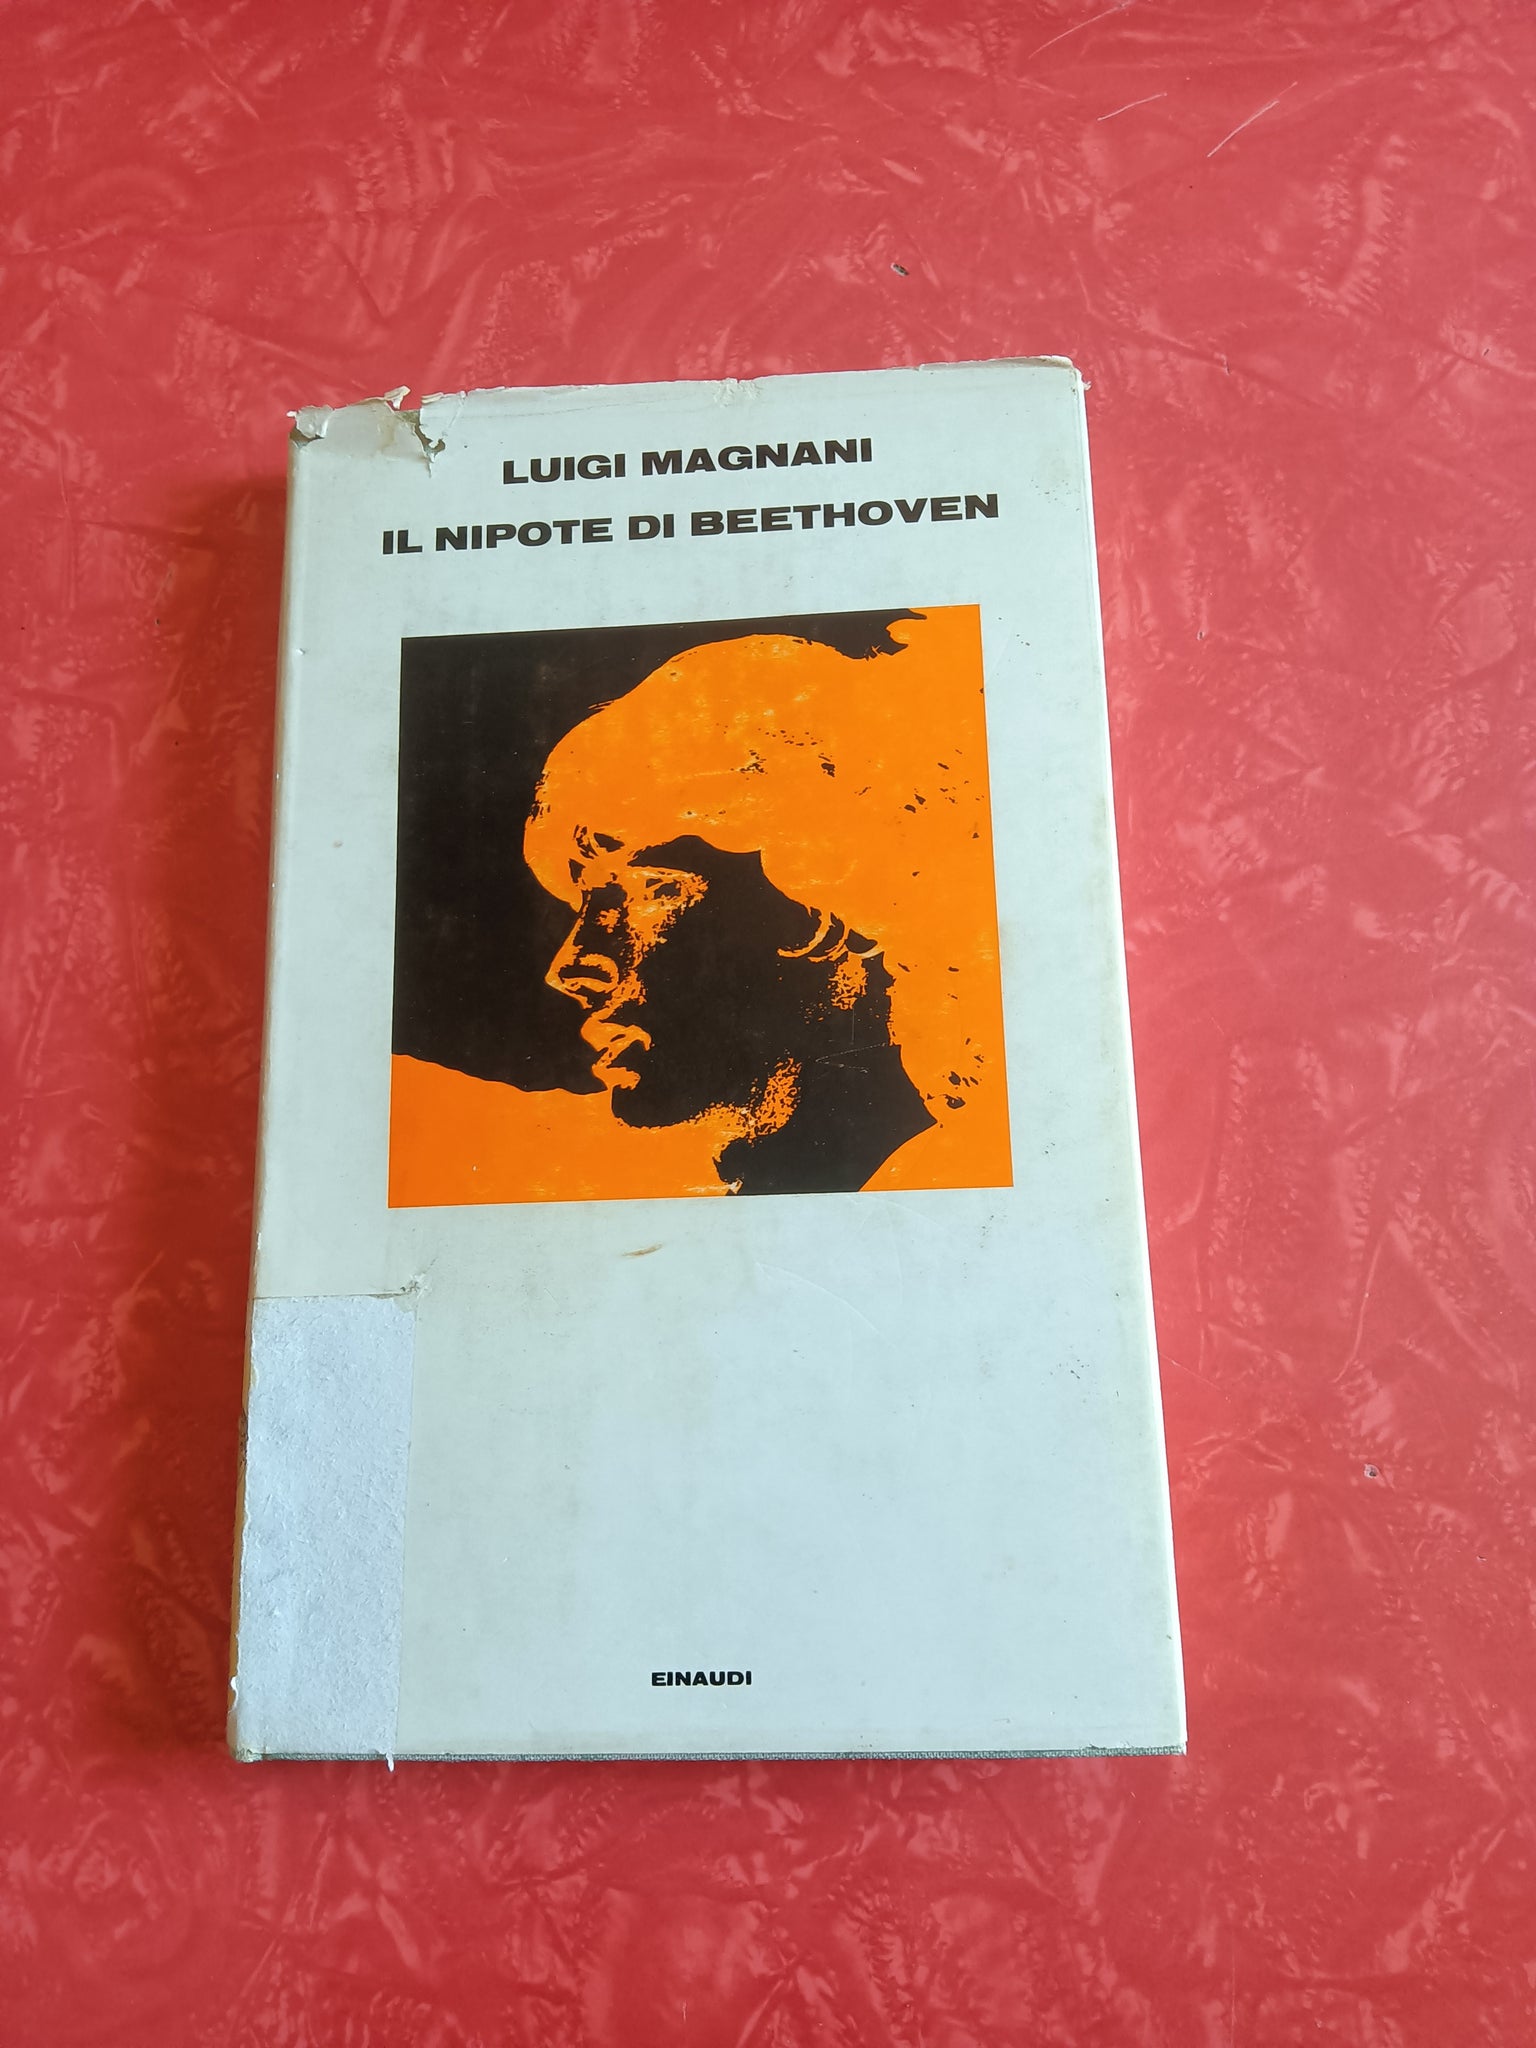 LUIGI MAGNANI
IL NIPOTE DI BEETHOVEN
EINAUDI